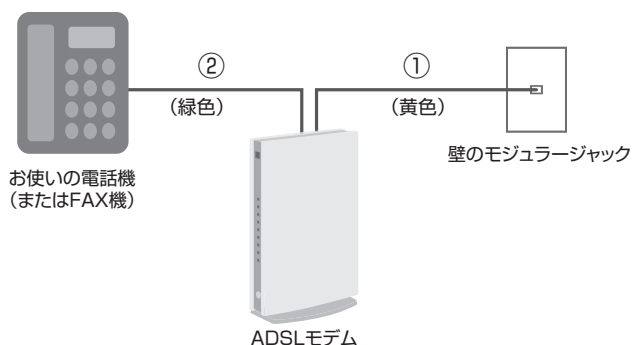 ②
①
(緑色)
(黄色)
壁のモジュラージャック
お使いの電話機
(またはFAX機)
ADSLモデム